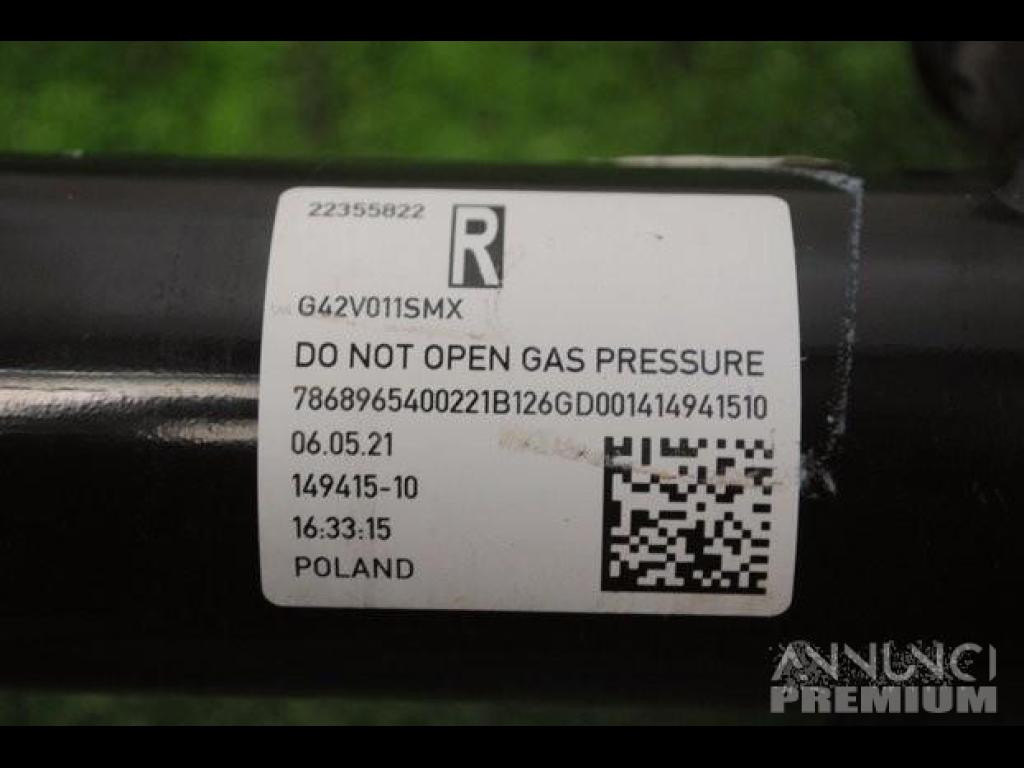 22355822
R
G42V011SMX
DO NOT OPEN GAS PRESSURE
7868965400221B126GD001414941510
06.05.21
149415-10
16:33:15
POLAND
ANNUNCI
PREMIUM